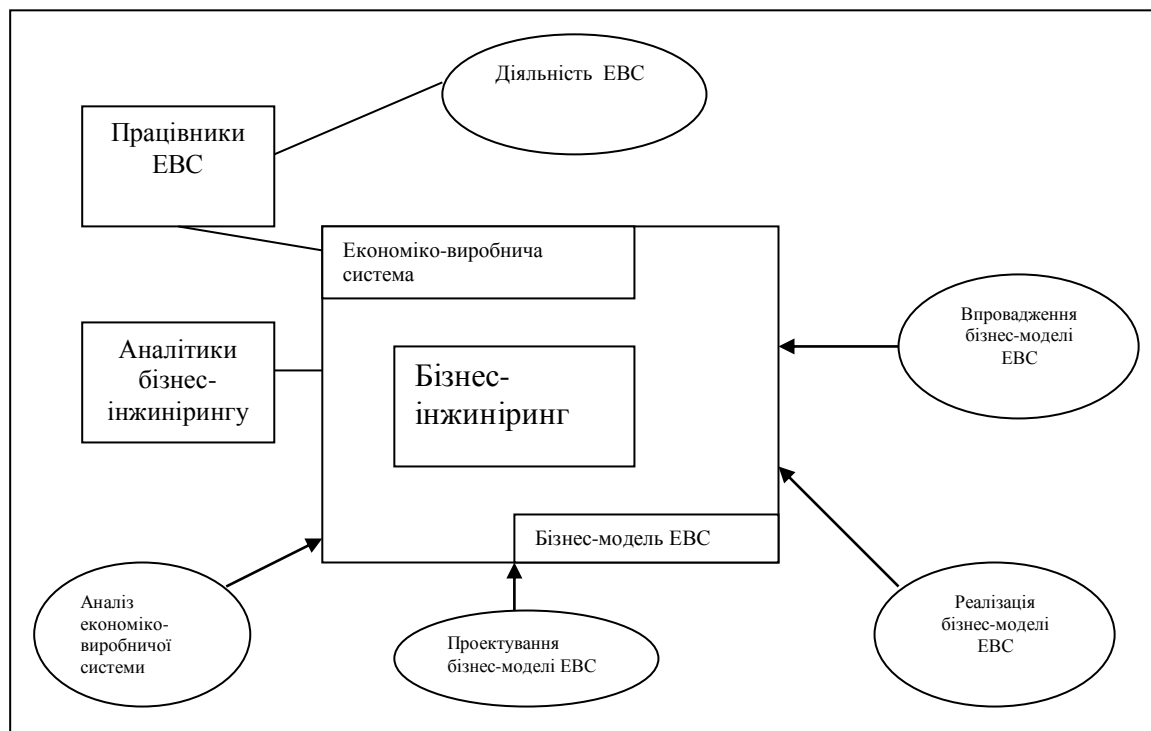 Діяльність ЕВС
Працівники
ЕВС
Економіко-виробнича
система
Впровадження
бізнес-моделі
ЕВС
Аналітики
бізнес-
інжинірингу
Бізнес-
інжиніринг
Бізнес-модель ЕВС
Аналіз
економіко-
виробничої
системи
Проектування
бізнес-моделі ЕВС
Реалізація
бізнес-моделі
ЕВС